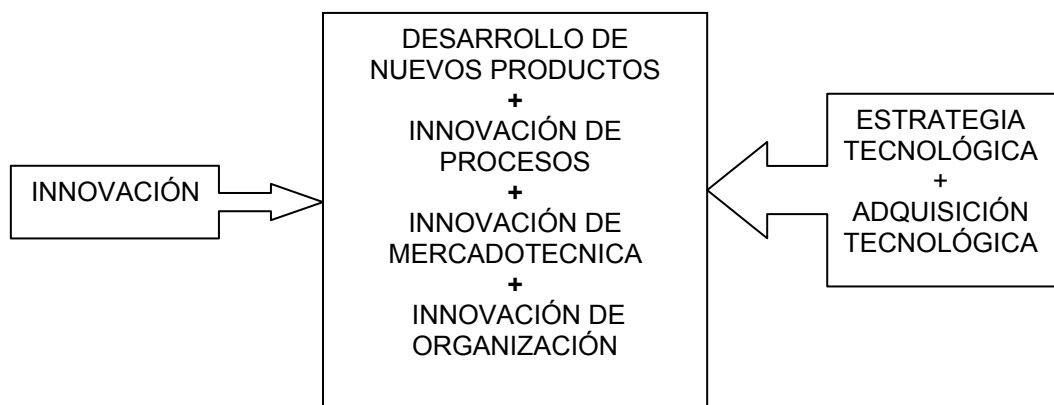 INNOVACIÓN
DESARROLLO DE
NUEVOS PRODUCTOS
+
INNOVACIÓN DE
PROCESOS
+
INNOVACIÓN DE
MERCADOTECNICA
+
INNOVACIÓN DE
ORGANIZACIÓN
ESTRATEGIA
TECNOLÓGICA
+
ADQUISICIÓN
TECNOLÓGICA